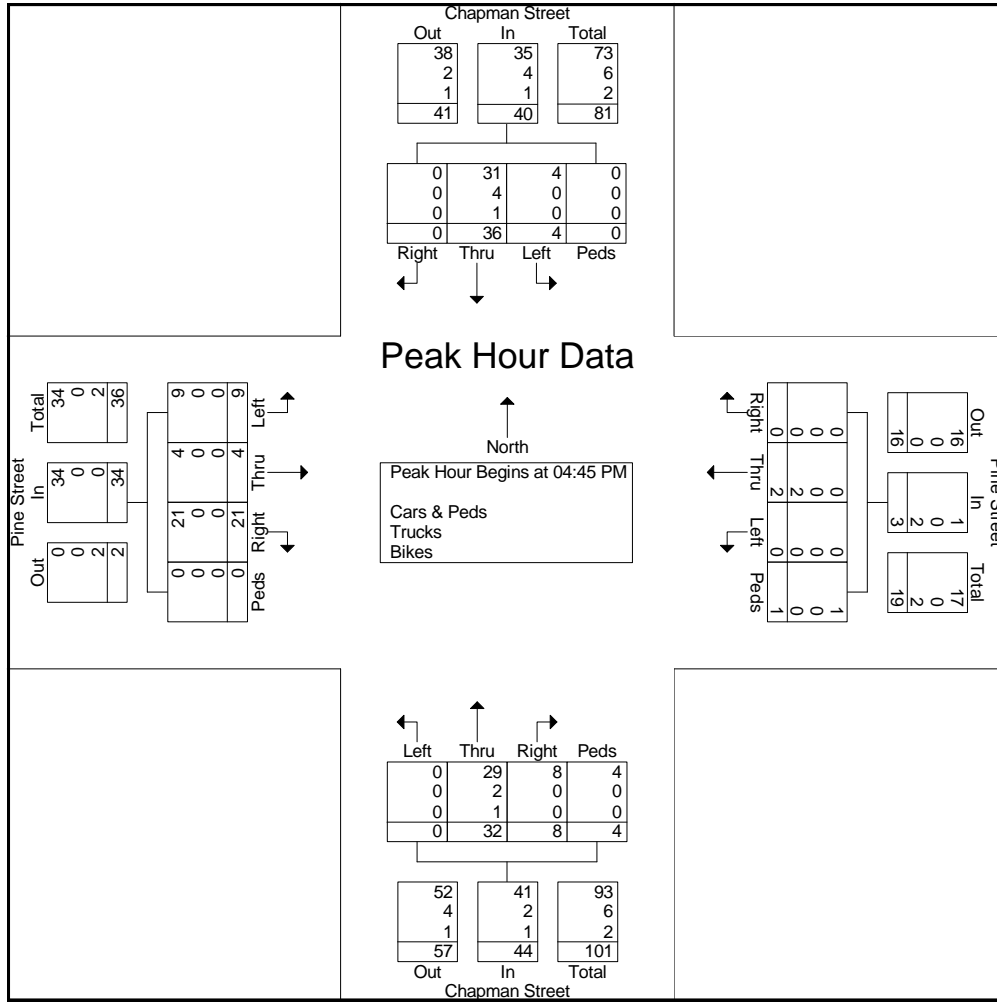 Chapman Street
Out In Total
38 35 73
2 4 6
1 1 2
41 40 81
0 31 4 0
0 4 0 0
0 1 0 0
0 36 4 0
Right Thru Left Peds
Peak Hour Data
Pine Street
Out In Total
0 34 34
0 0 0
2 0 2
2 34 36
0 21 4 9
0 0 0 0
0 0 0 0
0 21 4 9
Peds Right Thru Left
North
Peak Hour Begins at 04:45 PM
Cars & Peds
Trucks
Bikes
Pine Street
Out In Total
16 1 17
0 0 0
0 2 2
16 3 19
0 0 0 1
0 0 0 0
0 2 0 0
0 2 0 1
Right Thru Left Peds
Left Thru Right Peds
0 29 8 4
0 2 0 0
0 1 0 0
0 32 8 4
52 41 93
4 2 6
1 1 2
57 44 101
Out In Total
Chapman Street